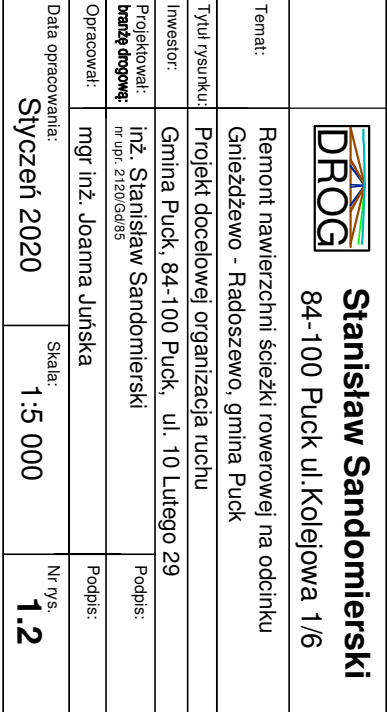 DROG
Stanisław Sandomierski
84-100 Puck ul.Kolejowa 1/6
Temat:
Remont nawierzchni ścieżki rowerowej na odcinku
Gnieżdżewo - Radoszewo, gmina Puck
Tytuł rysunku:
Projekt docelowej organizacja ruchu
Inwestor:
Gmina Puck, 84-100 Puck, ul. 10 Lutego 29
Projektował:
branżę drogową:
inż. Stanisław Sandomierski
nr upr. 2120/Gd/85
Podpis:
Opracował:
mgr inż. Joanna Juńska
Podpis:
Data opracowania:
Styczeń 2020
Skala:
1:5 000
Nr rys.
1.2